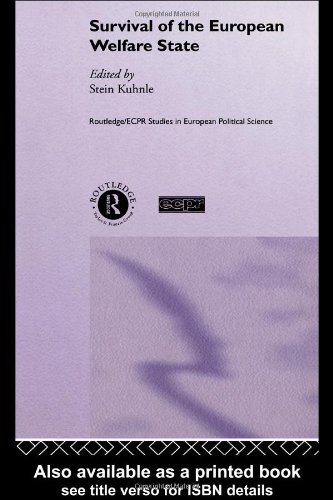 Survival of the European
Welfare State
Edited by
Stein Kuhnle
Routledge/ECPR Studies in European Political Science
ROUTLEDGE
ecpr
Also available as a printed book
see title verso for ISBN details